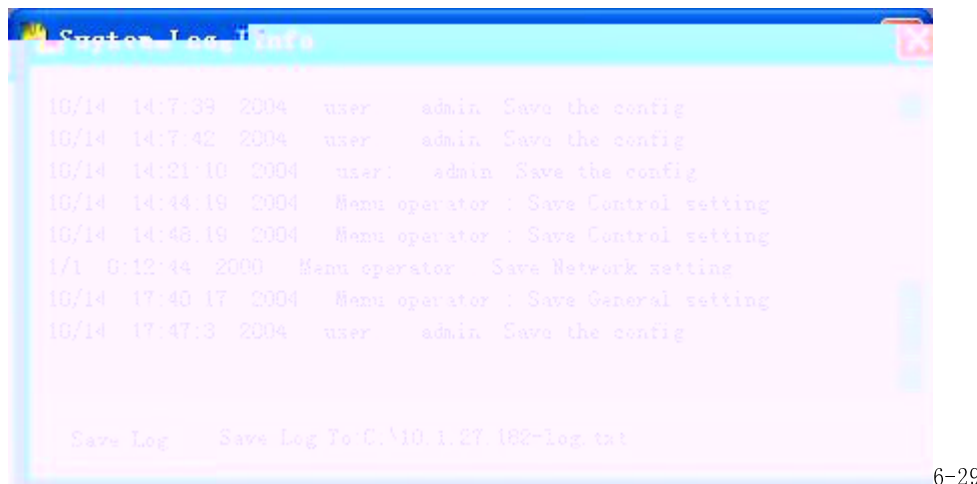 System Log Info
10/14 14:7:39 2004 user admin Save the config
10/14 14:7:42 2004 user admin Save the config
10/14 14:21:10 2004 user: admin Save the config
10/14 14:44:19 2004 Menu operator : Save Control setting
10/14 14:48:19 2004 Menu operator : Save Control setting
1/1 0:12:44 2000 Menu operator Save Network setting
10/14 17:40:17 2004 Menu operator : Save General setting
10/14 17:47:3 2004 user admin Save the config
Save Log Save Log To:C:\10.1.27.182-log.txt
6-29